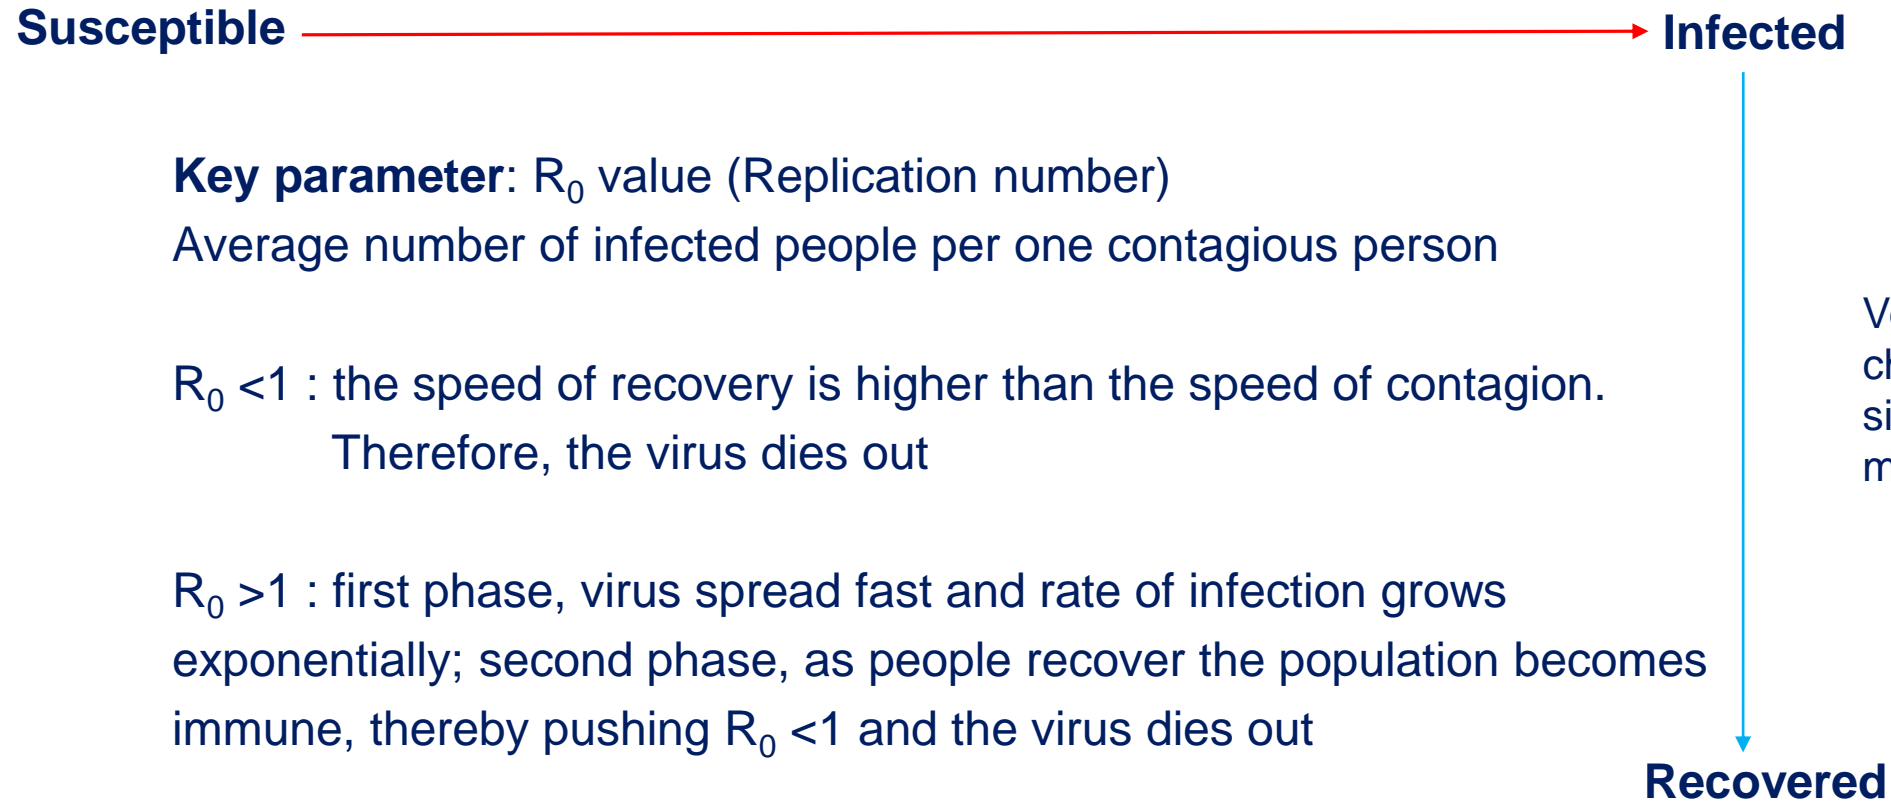 Susceptible
Infected
Key parameter: R₀ value (Replication number)
Average number of infected people per one contagious person
R₀ <1 : the speed of recovery is higher than the speed of contagion.
Therefore, the virus dies out
R₀ >1 : first phase, virus spread fast and rate of infection grows
exponentially; second phase, as people recover the population becomes
immune, thereby pushing R₀ <1 and the virus dies out
Recovered